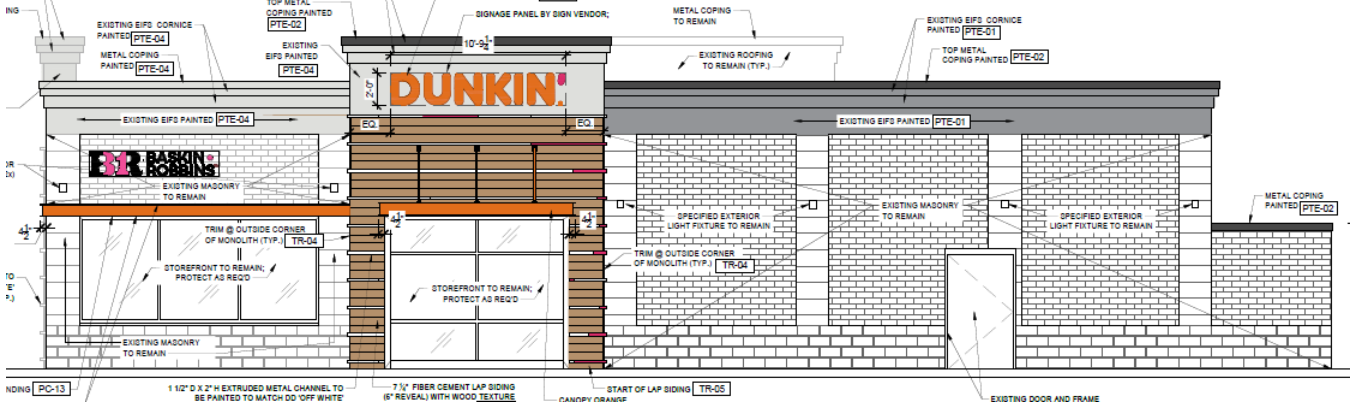 TOP METAL
COPING PAINTED
PTE-02
SIGNAGE PANEL BY SIGN VENDOR;
METAL COPING
TO REMAIN
EXISTING EIFS CORNICE
PAINTED PTE-04
METAL COPING
PAINTED PTE-04
EXISTING
EIFS PAINTED
PTE-04
10'-9 1/4"
EXISTING ROOFING
TO REMAIN (TYP.)
EXISTING EIFS CORNICE
PAINTED PTE-01
TOP METAL
COPING PAINTED PTE-02
2'-0"
DUNKIN'
EXISTING EIFS PAINTED PTE-04
EQ.
EQ.
EXISTING EIFS PAINTED PTE-01
BR BASKIN
ROBBINS
EXISTING MASONRY
TO REMAIN
EXISTING MASONRY
TO REMAIN
METAL COPING
PAINTED PTE-02
4 1/2"
4 1/2"
4 1/2"
SPECIFIED EXTERIOR
LIGHT FIXTURE TO REMAIN
SPECIFIED EXTERIOR
LIGHT FIXTURE TO REMAIN
TRIM @ OUTSIDE CORNER
OF MONOLITH (TYP.) TR-04
TRIM @ OUTSIDE CORNER
OF MONOLITH (TYP.) TR-04
STOREFRONT TO REMAIN;
PROTECT AS REQ'D
STOREFRONT TO REMAIN;
PROTECT AS REQ'D
EXISTING MASONRY
TO REMAIN
NDING PC-13
1 1/2" D X 2" H EXTRUDED METAL CHANNEL TO
BE PAINTED TO MATCH DD 'OFF WHITE'
7 1/4" FIBER CEMENT LAP SIDING
(6" REVEAL) WITH WOOD TEXTURE
START OF LAP SIDING TR-05
CANOPY ORANGE
EXISTING DOOR AND FRAME